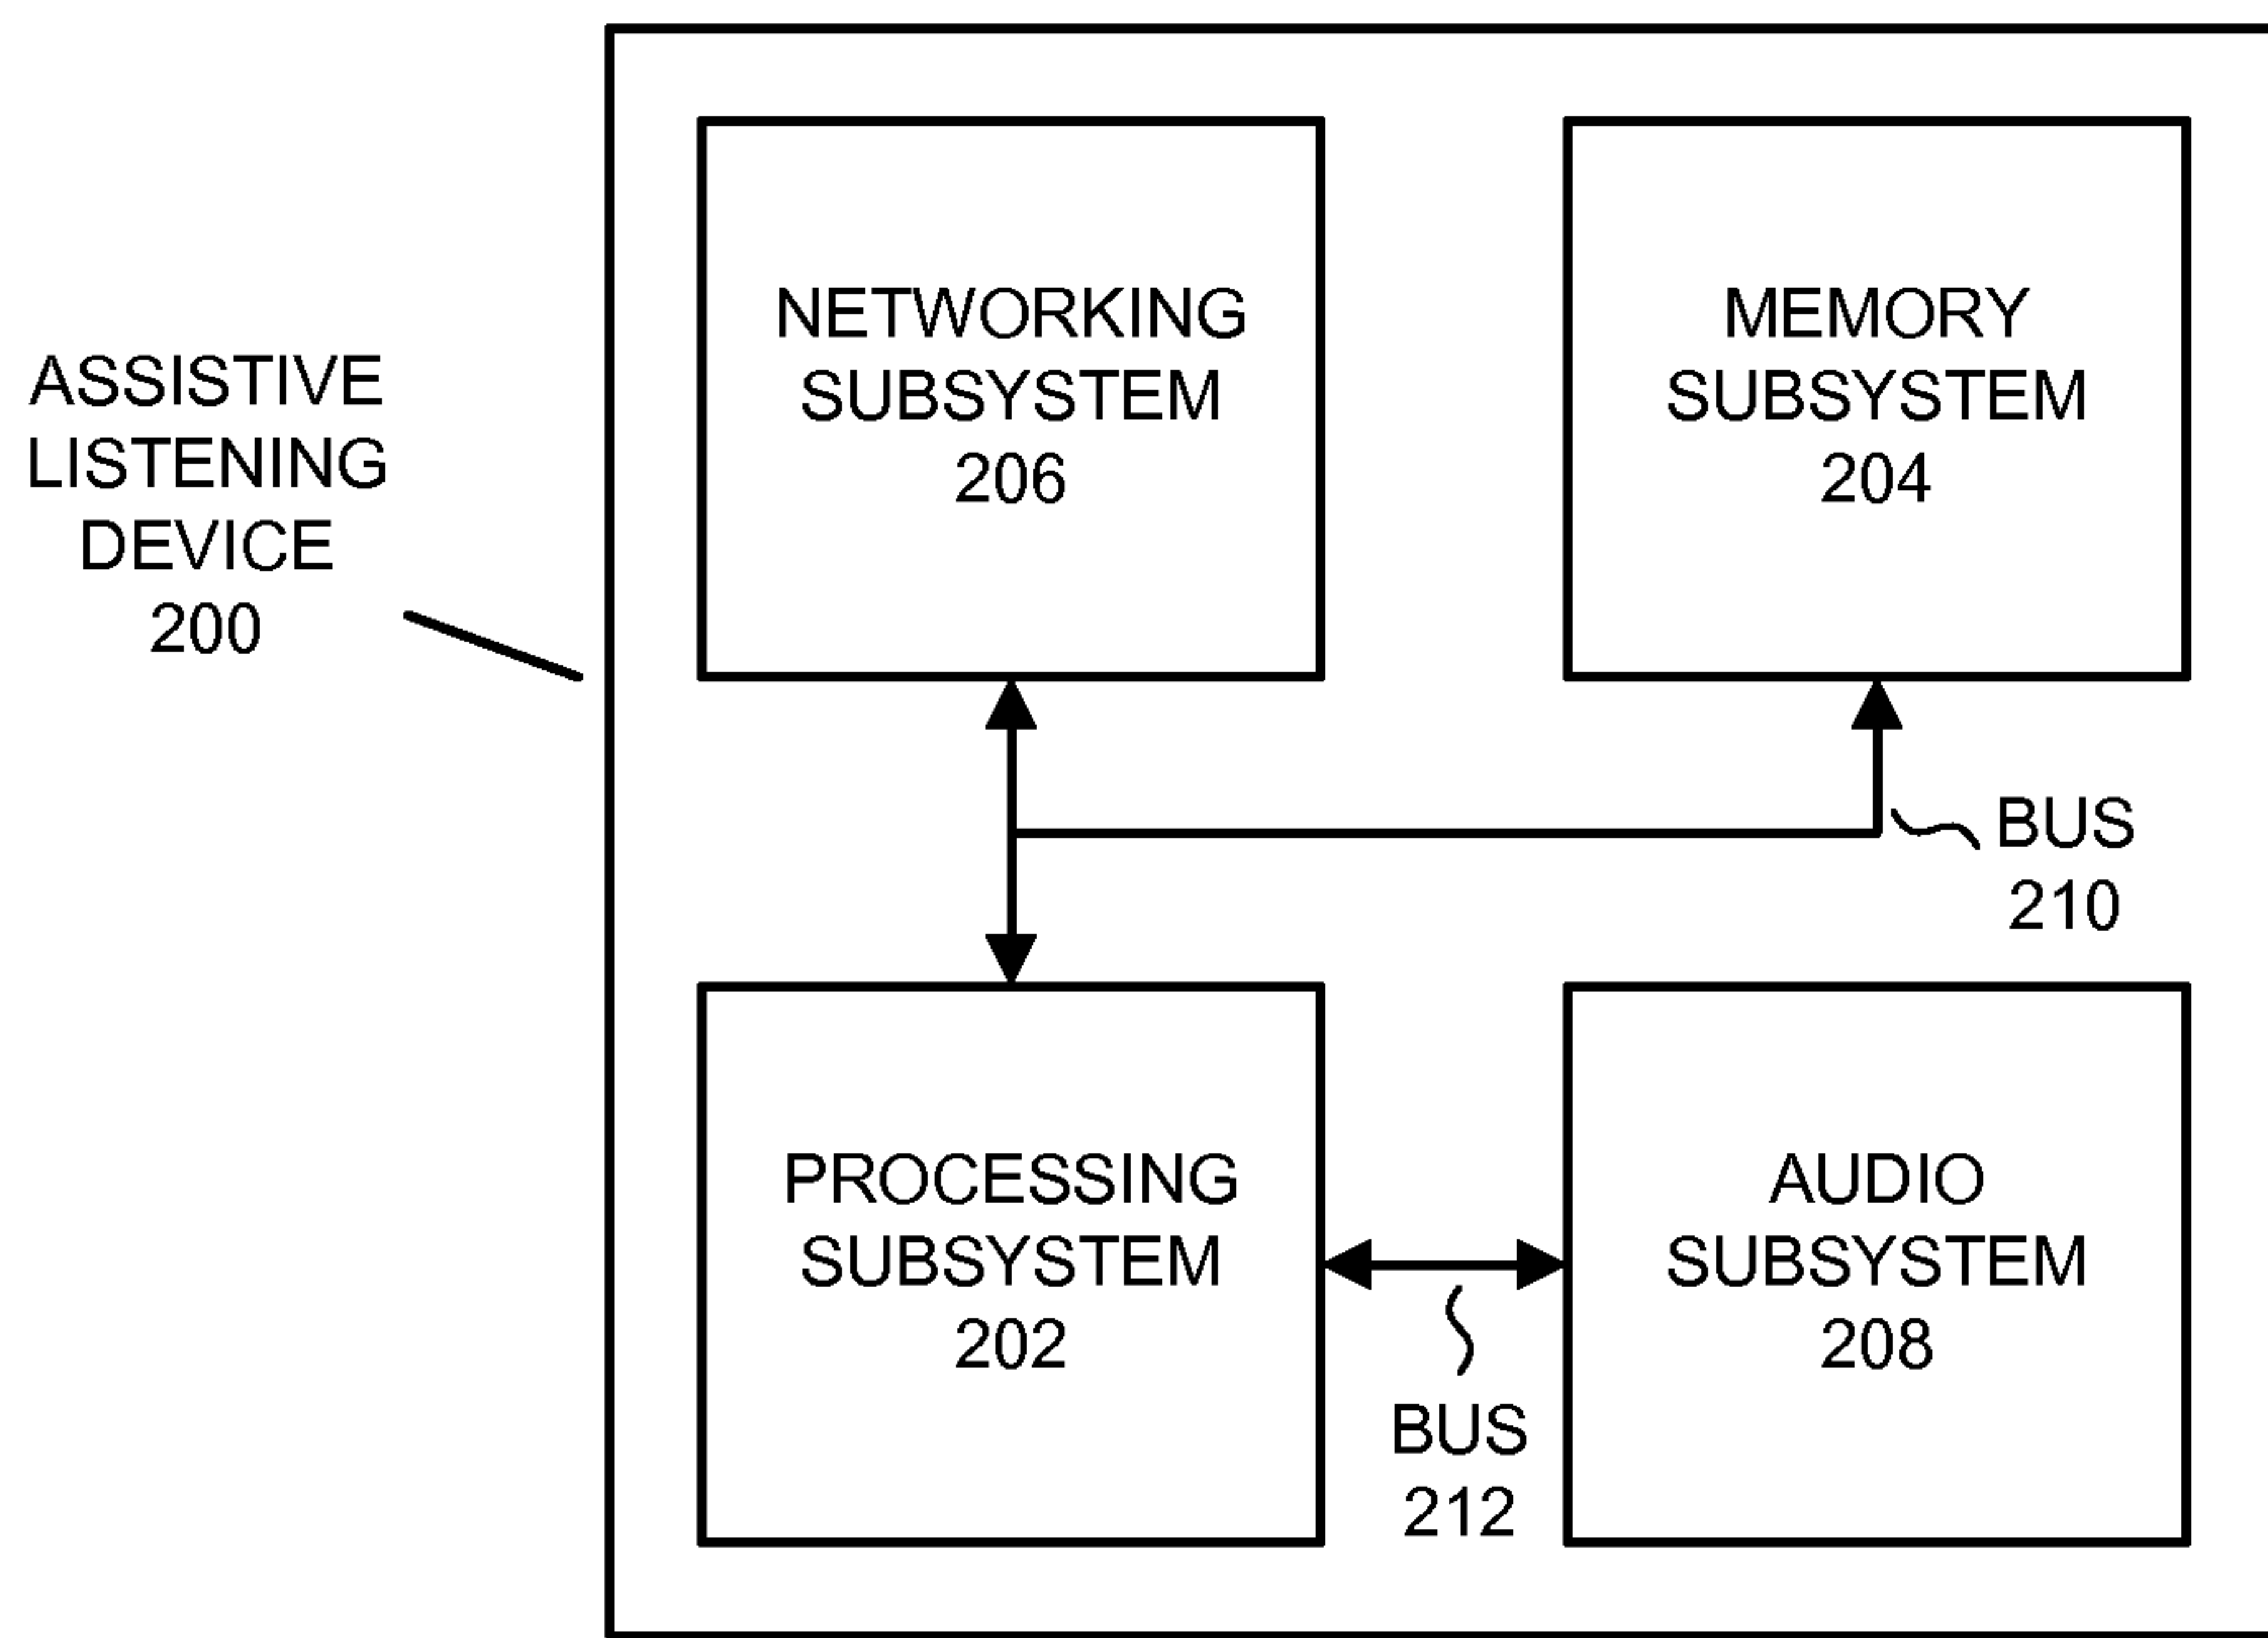 ASSISTIVE
LISTENING
DEVICE
200
NETWORKING
SUBSYSTEM
206
MEMORY
SUBSYSTEM
204
BUS
210
PROCESSING
SUBSYSTEM
202
BUS
212
AUDIO
SUBSYSTEM
208